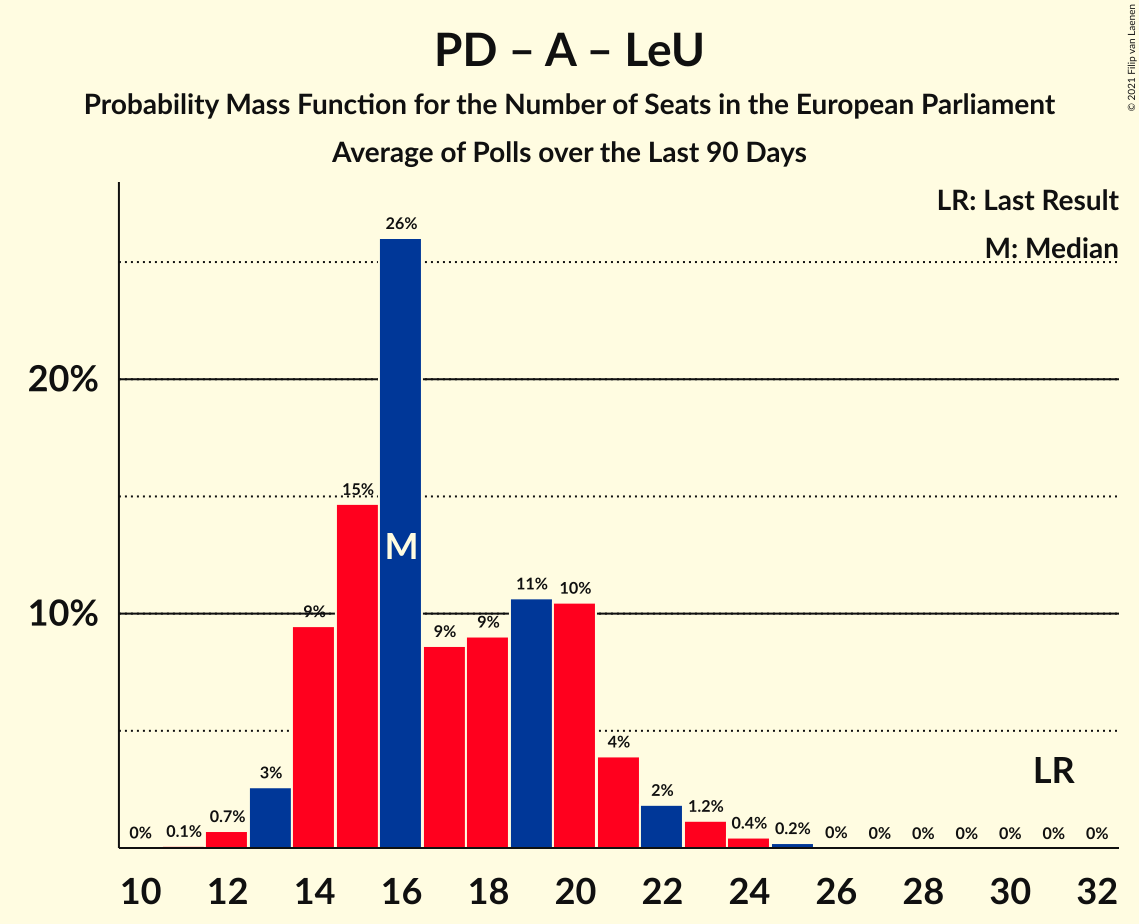 PD – A – LeU
Probability Mass Function for the Number of Seats in the European Parliament
Average of Polls over the Last 90 Days
© 2021 Filip van Laenen
LR: Last Result
M: Median
20%
10%
0%
0.1%
0.7%
3%
9%
15%
26%
9%
9%
11%
10%
4%
2%
1.2%
0.4%
0.2%
0%
0%
0%
0%
0%
0%
0%
M
LR
10 12 14 16 18 20 22 24 26 28 30 32